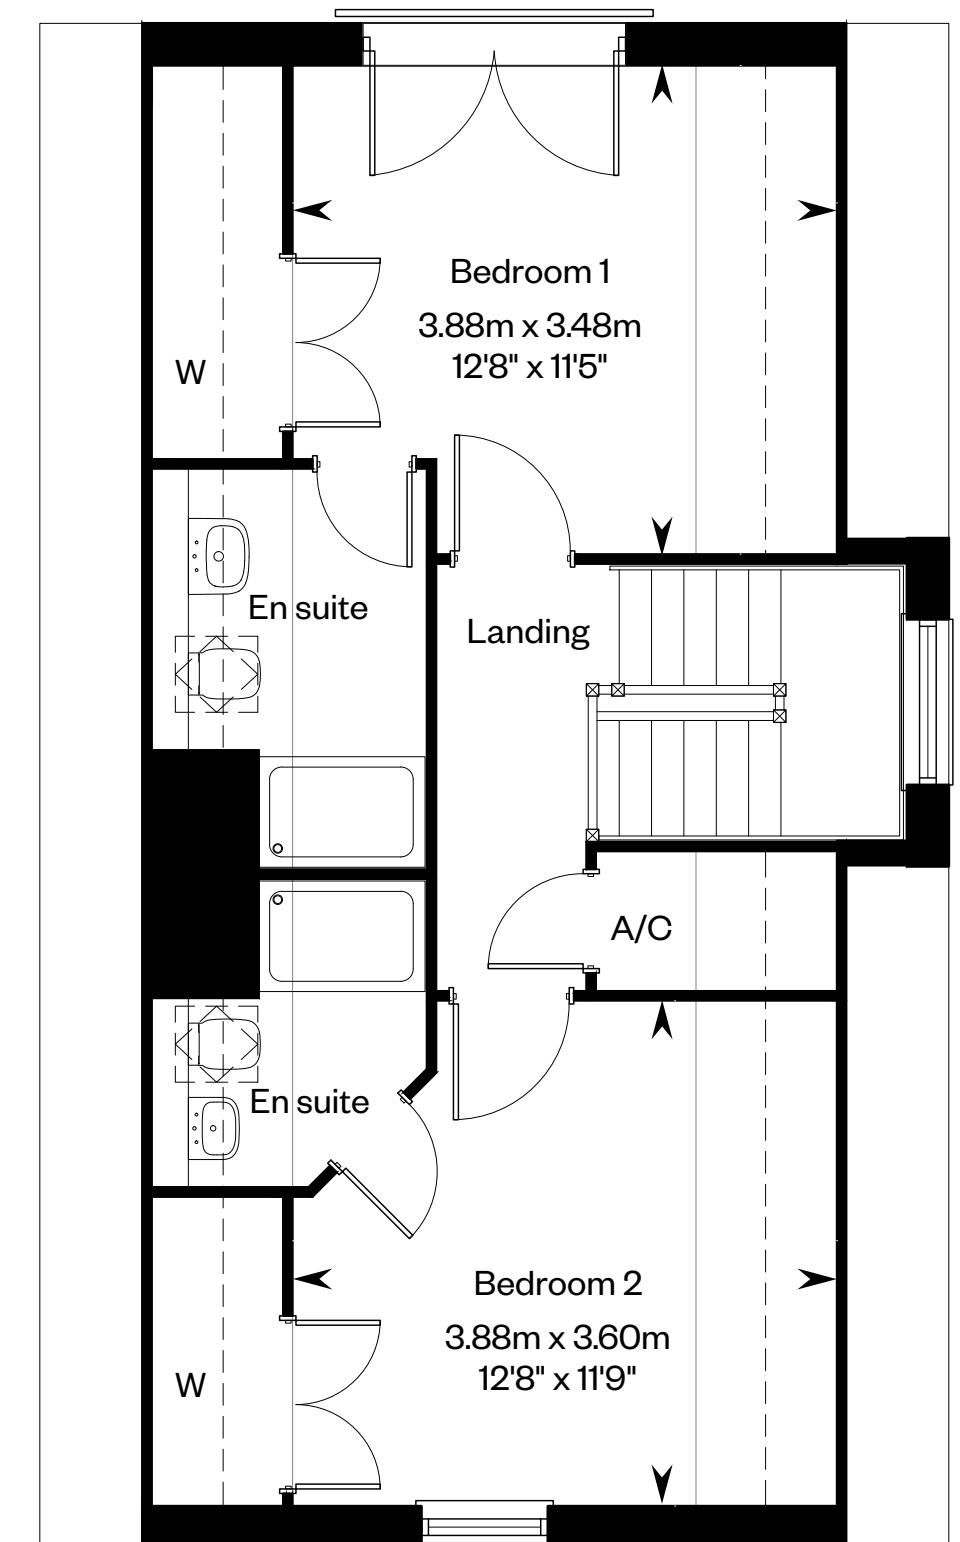 Bedroom 1
3.88m x 3.48m
12'8" x 11'5"
W
En suite
Landing
A/C
En suite
Bedroom 2
3.88m x 3.60m
12'8" x 11'9"
W